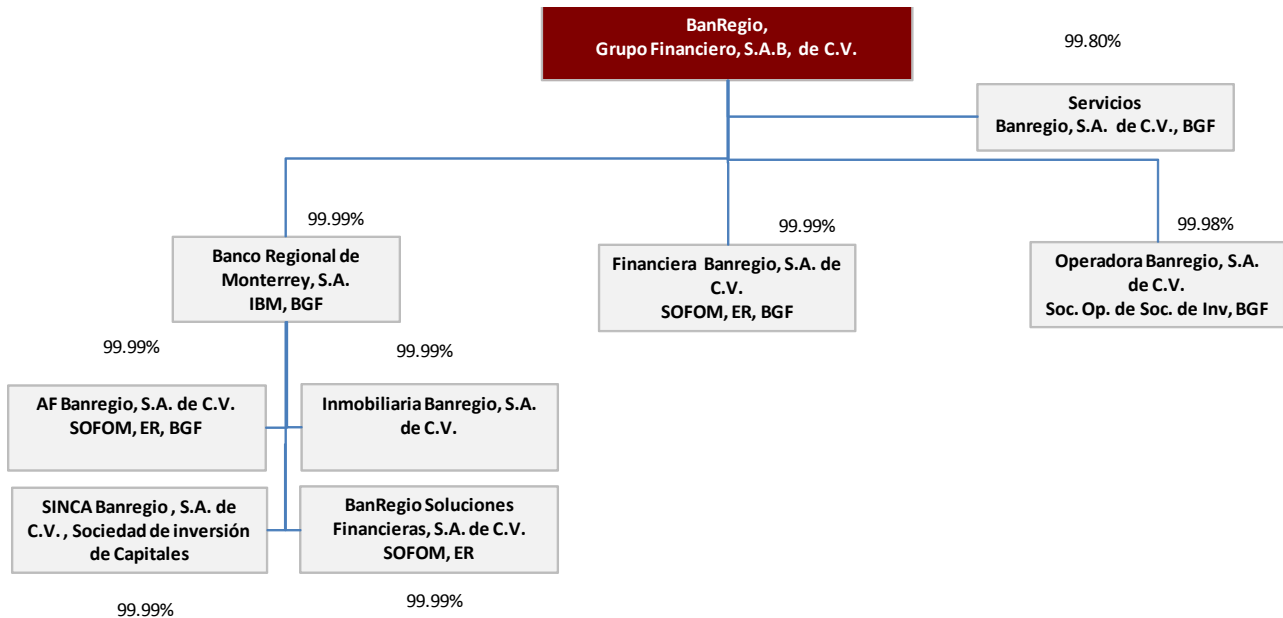 BanRegio,
Grupo Financiero, S.A.B, de C.V.
99.80%
Servicios
Banregio, S.A. de C.V., BGF
99.99%
Banco Regional de
Monterrey, S.A.
IBM, BGF
99.99%
Financiera Banregio, S.A. de
C.V.
SOFOM, ER, BGF
99.98%
Operadora Banregio, S.A.
de C.V.
Soc. Op. de Soc. de Inv, BGF
99.99%
AF Banregio, S.A. de C.V.
SOFOM, ER, BGF
99.99%
Inmobiliaria Banregio, S.A.
de C.V.
SINCA Banregio , S.A. de
C.V. , Sociedad de inversión
de Capitales
99.99%
BanRegio Soluciones
Financieras, S.A. de C.V.
SOFOM, ER
99.99%